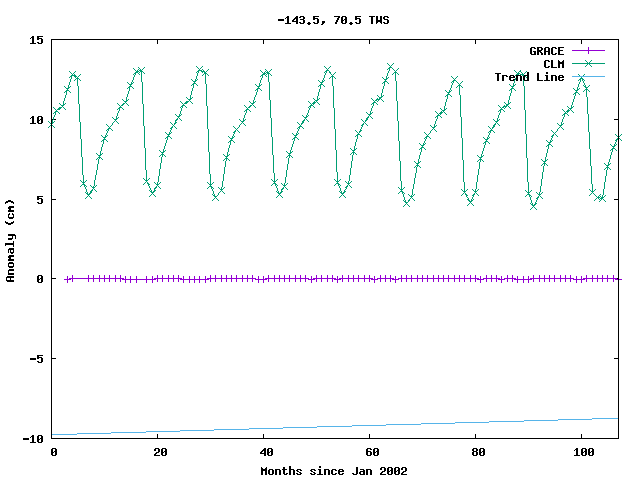 -143.5, 70.5 TWS
GRACE
CLM
Trend Line
15
10
5
0
-5
-10
Anomaly (cm)
0 20 40 60 80 100
Months since Jan 2002